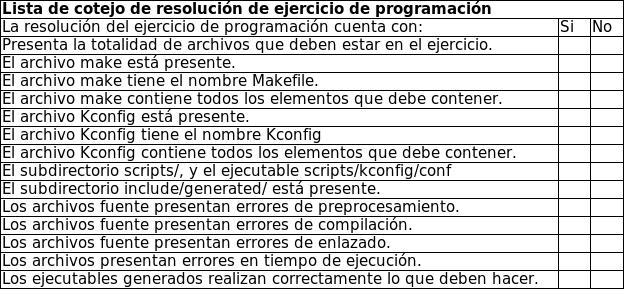 Lista de cotejo de resolución de ejercicio de programación
La resolución del ejercicio de programación cuenta con: Si No
Presenta la totalidad de archivos que deben estar en el ejercicio.
El archivo make está presente.
El archivo make tiene el nombre Makefile.
El archivo make contiene todos los elementos que debe contener.
El archivo Kconfig está presente.
El archivo Kconfig tiene el nombre Kconfig
El archivo Kconfig contiene todos los elementos que debe contener.
El subdirectorio scripts/, y el ejecutable scripts/kconfig/conf
El subdirectorio include/generated/ está presente.
Los archivos fuente presentan errores de preprocesamiento.
Los archivos fuente presentan errores de compilación.
Los archivos fuente presentan errores de enlazado.
Los archivos presentan errores en tiempo de ejecución.
Los ejecutables generados realizan correctamente lo que deben hacer.